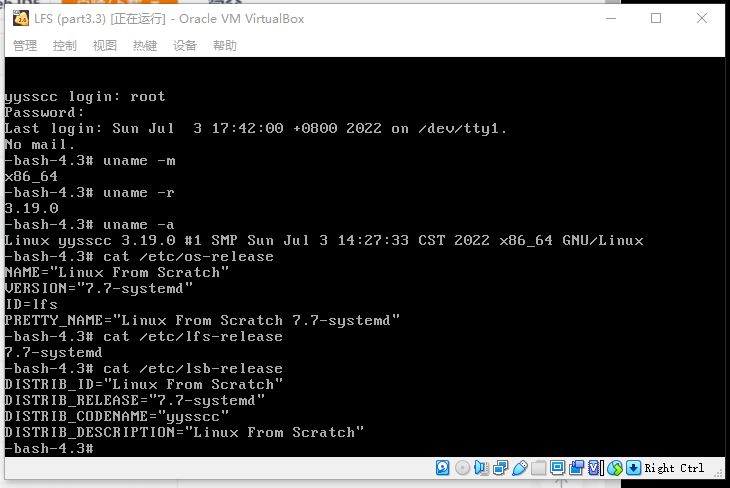 LFS (part3.3) [正在运行] - Oracle VM VirtualBox
管理 控制 视图 热键 设备 帮助
yysscc login: root
Password:
Last login: Sun Jul  3 17:42:00 +0800 2022 on /dev/tty1.
No mail.
-bash-4.3# uname -m
x86_64
-bash-4.3# uname -r
3.19.0
-bash-4.3# uname -a
Linux yysscc 3.19.0 #1 SMP Sun Jul 3 14:27:33 CST 2022 x86_64 GNU/Linux
-bash-4.3# cat /etc/os-release
NAME="Linux From Scratch"
VERSION="7.7-systemd"
ID=lfs
PRETTY_NAME="Linux From Scratch 7.7-systemd"
-bash-4.3# cat /etc/lfs-release
7.7-systemd
-bash-4.3# cat /etc/lsb-release
DISTRIB_ID="Linux From Scratch"
DISTRIB_RELEASE="7.7-systemd"
DISTRIB_CODENAME="yysscc"
DISTRIB_DESCRIPTION="Linux From Scratch"
-bash-4.3#
Right Ctrl